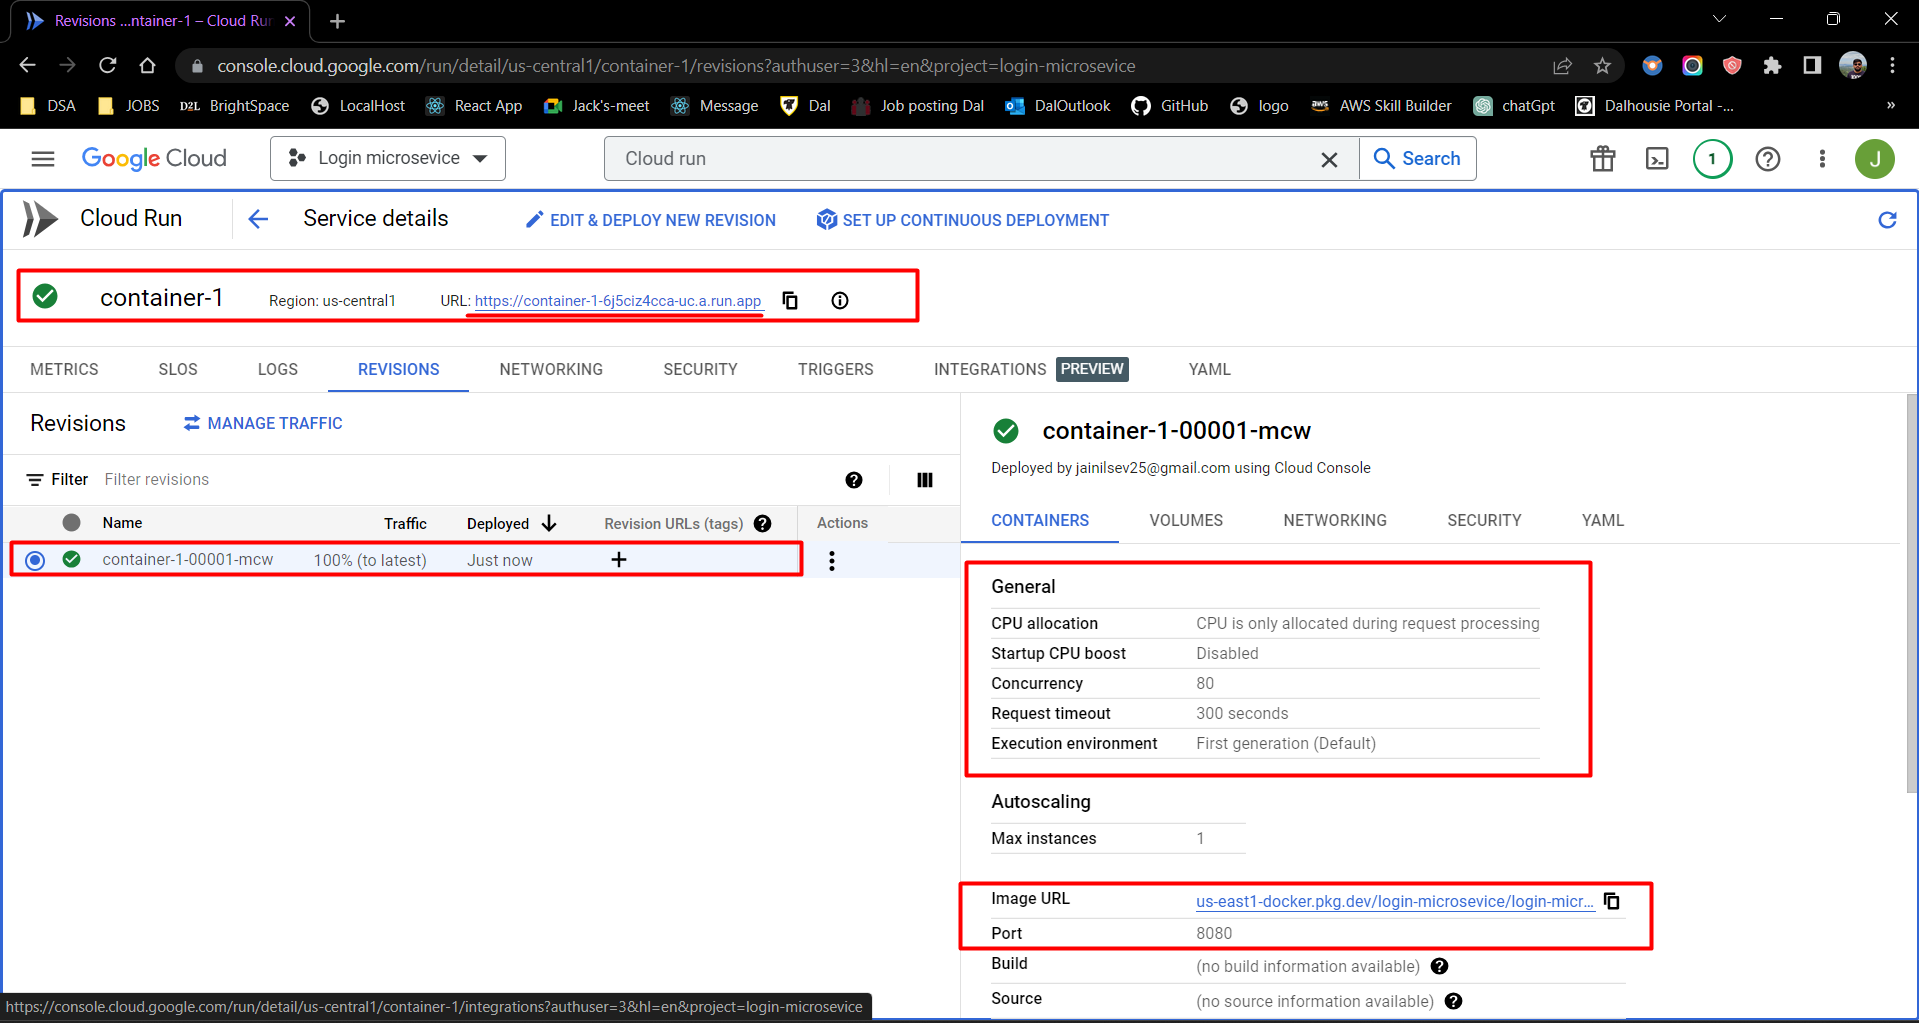 Revisions ...ntainer-1 – Cloud Run
console.cloud.google.com/run/detail/us-central1/container-1/revisions?authuser=3&hl=en&project=login-microsevice
DSA JOBS D2L BrightSpace LocalHost React App Jack's-meet Message Dal Job posting Dal DalOutlook GitHub logo aws AWS Skill Builder chatGpt Dalhousie Portal -... »
Google Cloud Login microsevice Cloud run Search 1 J
Cloud Run Service details EDIT & DEPLOY NEW REVISION SET UP CONTINUOUS DEPLOYMENT
container-1 Region: us-central1 URL: https://container-1-6j5ciz4cca-uc.a.run.app
METRICS SLOS LOGS REVISIONS NETWORKING SECURITY TRIGGERS INTEGRATIONS PREVIEW YAML
Revisions MANAGE TRAFFIC
Filter Filter revisions
Name Traffic Deployed Revision URLs (tags) Actions
container-1-00001-mcw 100% (to latest) Just now
container-1-00001-mcw
Deployed by jainilsev25@gmail.com using Cloud Console
CONTAINERS VOLUMES NETWORKING SECURITY YAML
General
CPU allocation CPU is only allocated during request processing
Startup CPU boost Disabled
Concurrency 80
Request timeout 300 seconds
Execution environment First generation (Default)
Autoscaling
Max instances 1
Image URL us-east1-docker.pkg.dev/login-microsevice/login-micr...
Port 8080
Build (no build information available)
Source (no source information available)
https://console.cloud.google.com/run/detail/us-central1/container-1/integrations?authuser=3&hl=en&project=login-microsevice